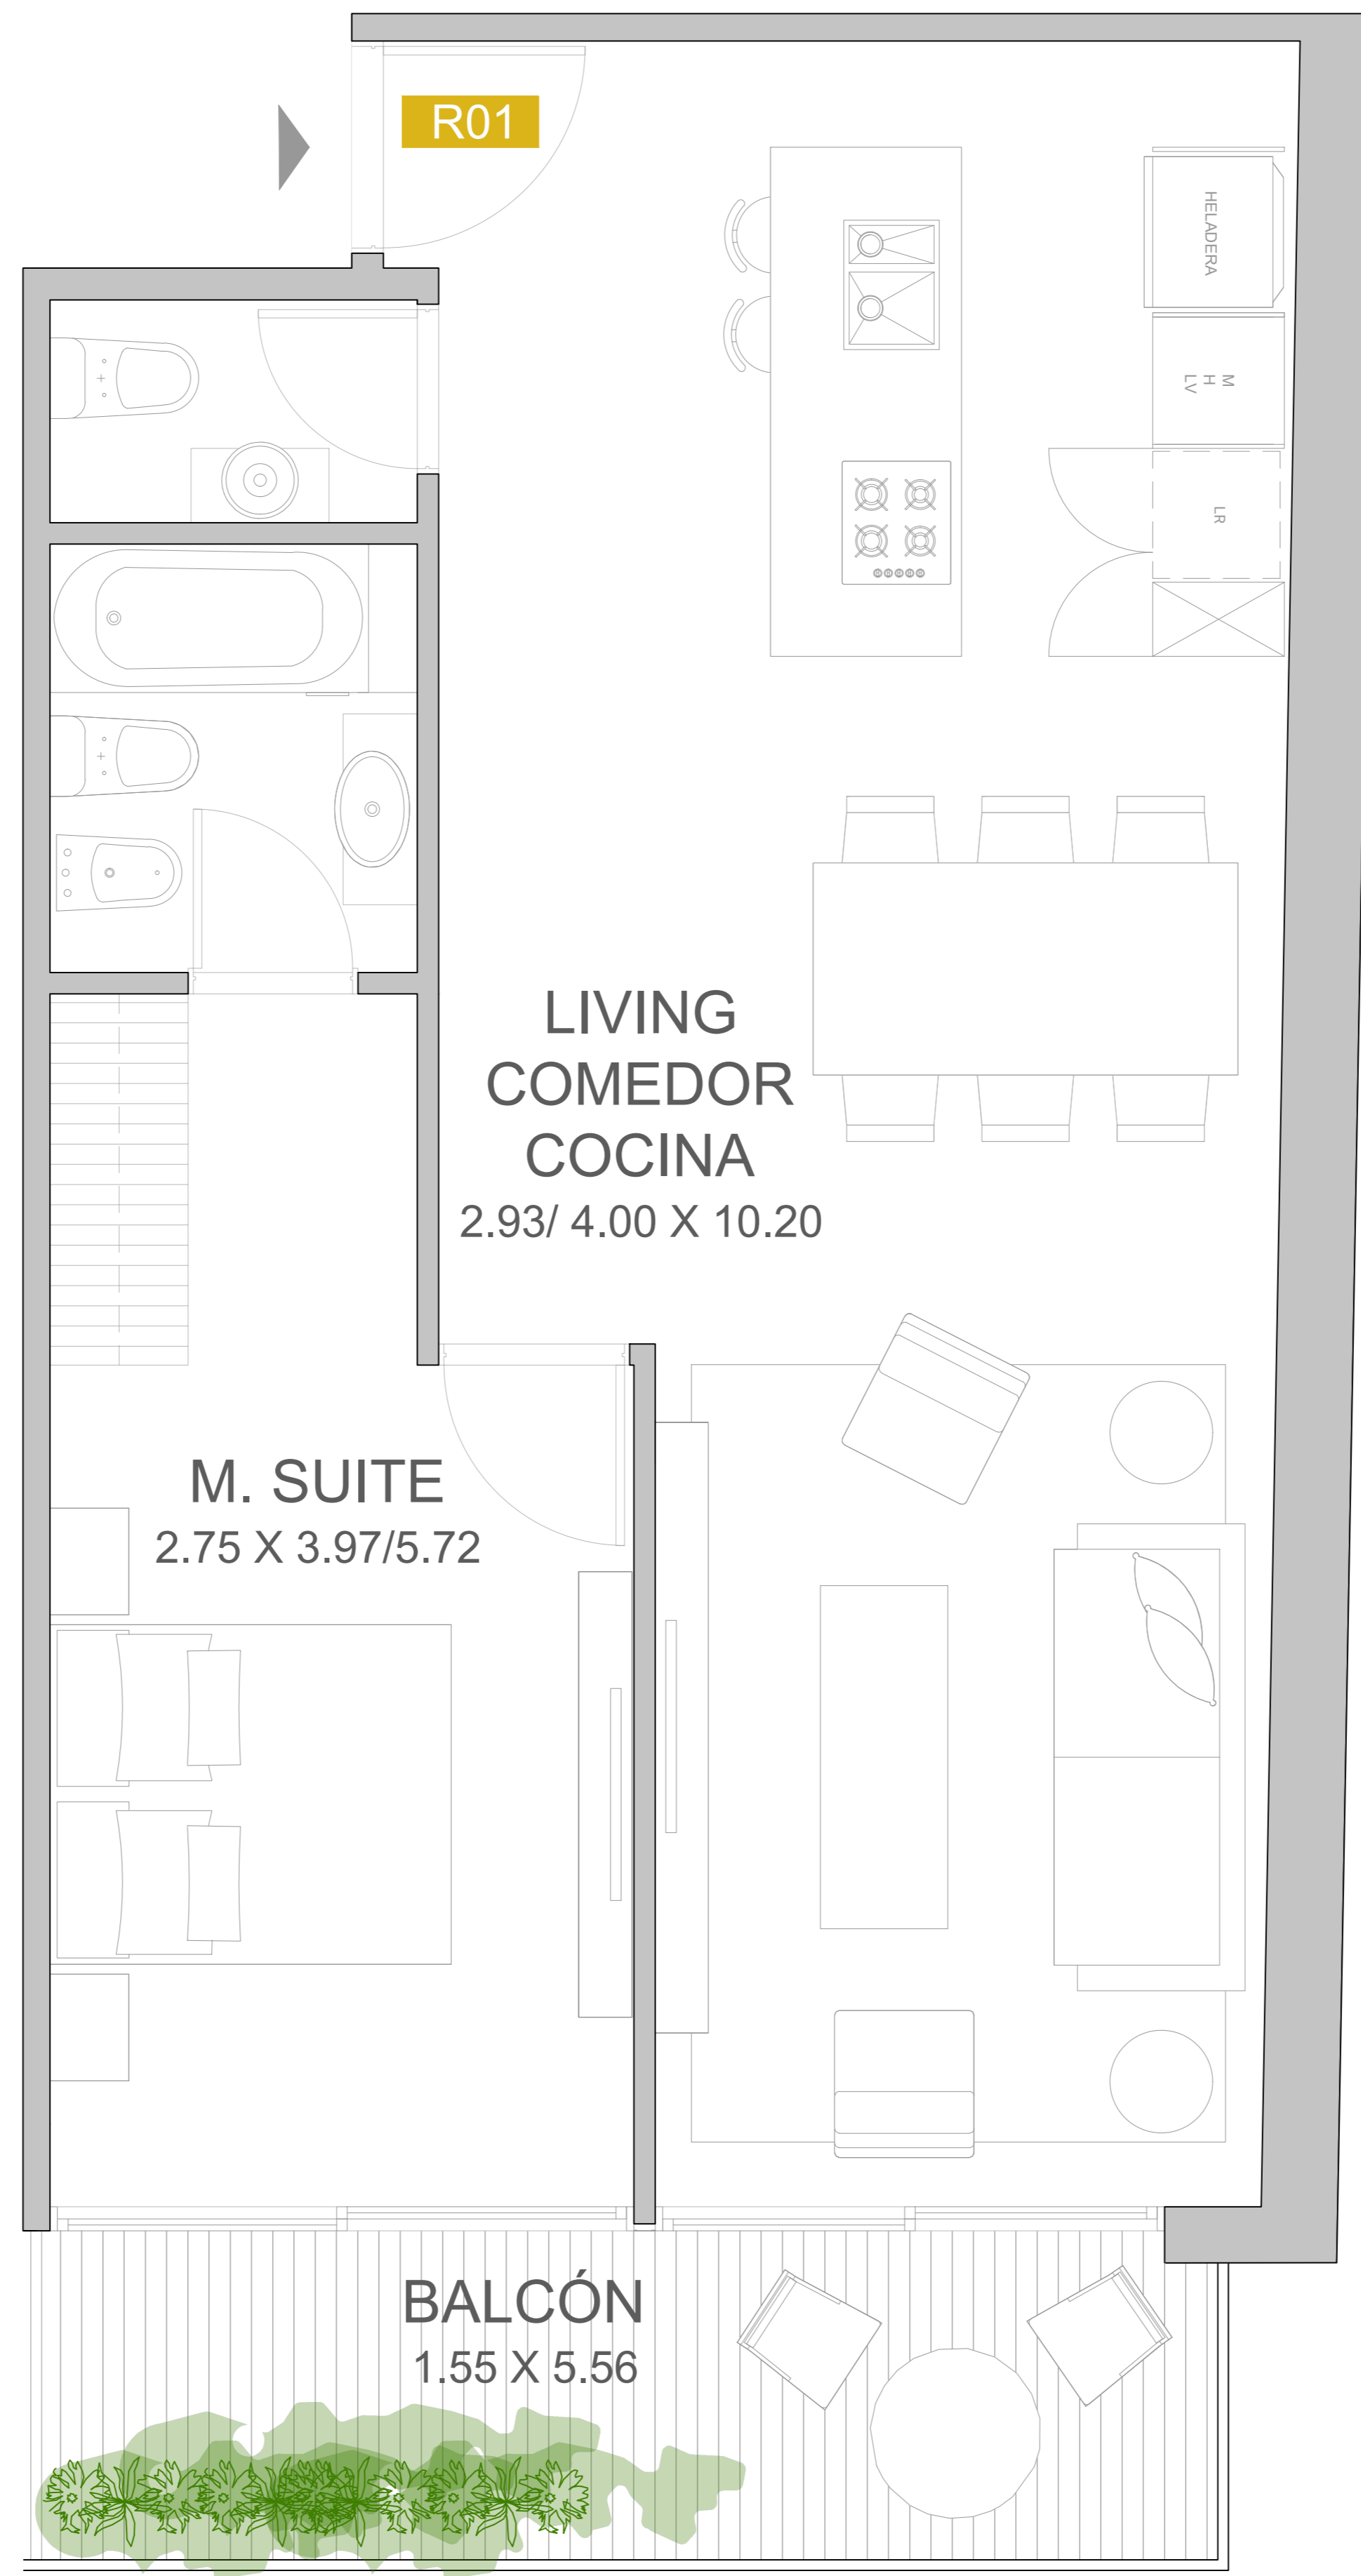 R01
HELADERA
M
H
LV
LR
LIVING
COMEDOR
COCINA
2.93/ 4.00 X 10.20
M. SUITE
2.75 X 3.97/5.72
BALCÓN
1.55 X 5.56